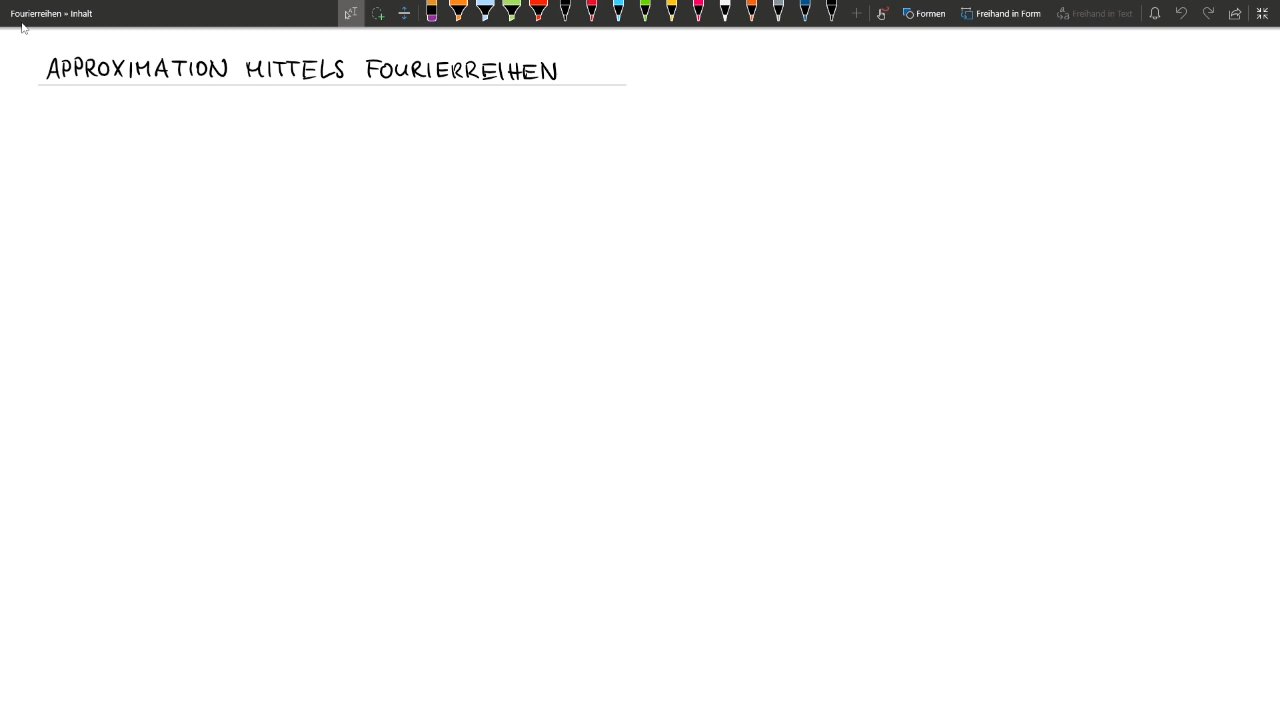 Fourierreihen » Inhalt
Formen
Freihand in Form
Freihand in Text
APPROXIMATION MITTELS FOURIERREIHEN